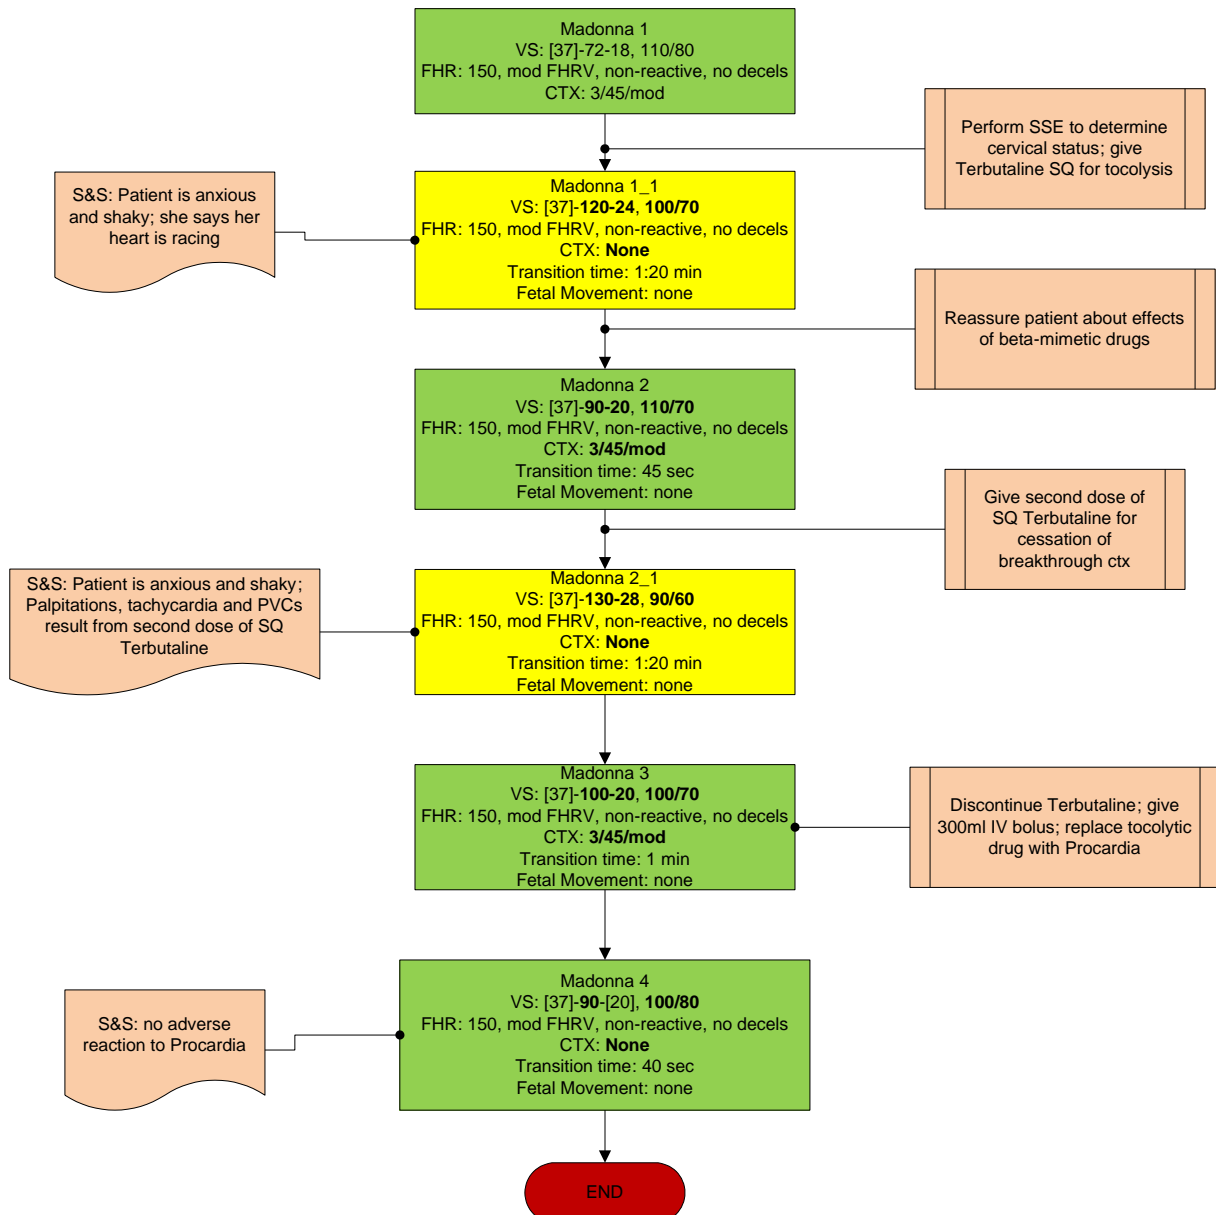 Madonna 1
VS: [37]-72-18, 110/80
FHR: 150, mod FHRV, non-reactive, no decels
CTX: 3/45/mod
Perform SSE to determine
cervical status; give
Terbutaline SQ for tocolysis
S&S: Patient is anxious
and shaky; she says her
heart is racing
Madonna 1_1
VS: [37]-120-24, 100/70
FHR: 150, mod FHRV, non-reactive, no decels
CTX: None
Transition time: 1:20 min
Fetal Movement: none
Reassure patient about effects
of beta-mimetic drugs
Madonna 2
VS: [37]-90-20, 110/70
FHR: 150, mod FHRV, non-reactive, no decels
CTX: 3/45/mod
Transition time: 45 sec
Fetal Movement: none
Give second dose of
SQ Terbutaline for
cessation of
breakthrough ctx
S&S: Patient is anxious and shaky;
Palpitations, tachycardia and PVCs
result from second dose of SQ
Terbutaline
Madonna 2_1
VS: [37]-130-28, 90/60
FHR: 150, mod FHRV, non-reactive, no decels
CTX: None
Transition time: 1:20 min
Fetal Movement: none
Madonna 3
VS: [37]-100-20, 100/70
FHR: 150, mod FHRV, non-reactive, no decels
CTX: 3/45/mod
Transition time: 1 min
Fetal Movement: none
Discontinue Terbutaline; give
300ml IV bolus; replace tocolytic
drug with Procardia
Madonna 4
VS: [37]-90-[20], 100/80
FHR: 150, mod FHRV, non-reactive, no decels
CTX: None
Transition time: 40 sec
Fetal Movement: none
S&S: no adverse
reaction to Procardia
END